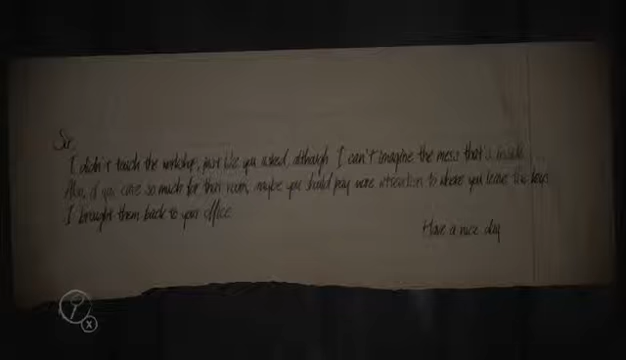 Sir,
I didn't touch the workshop, just like you asked, although I can't imagine the mess that is inside...
Also, if you care so much for that room, maybe you should pay more attention to where you leave the keys.
I brought them back to your office.
Have a nice day
X